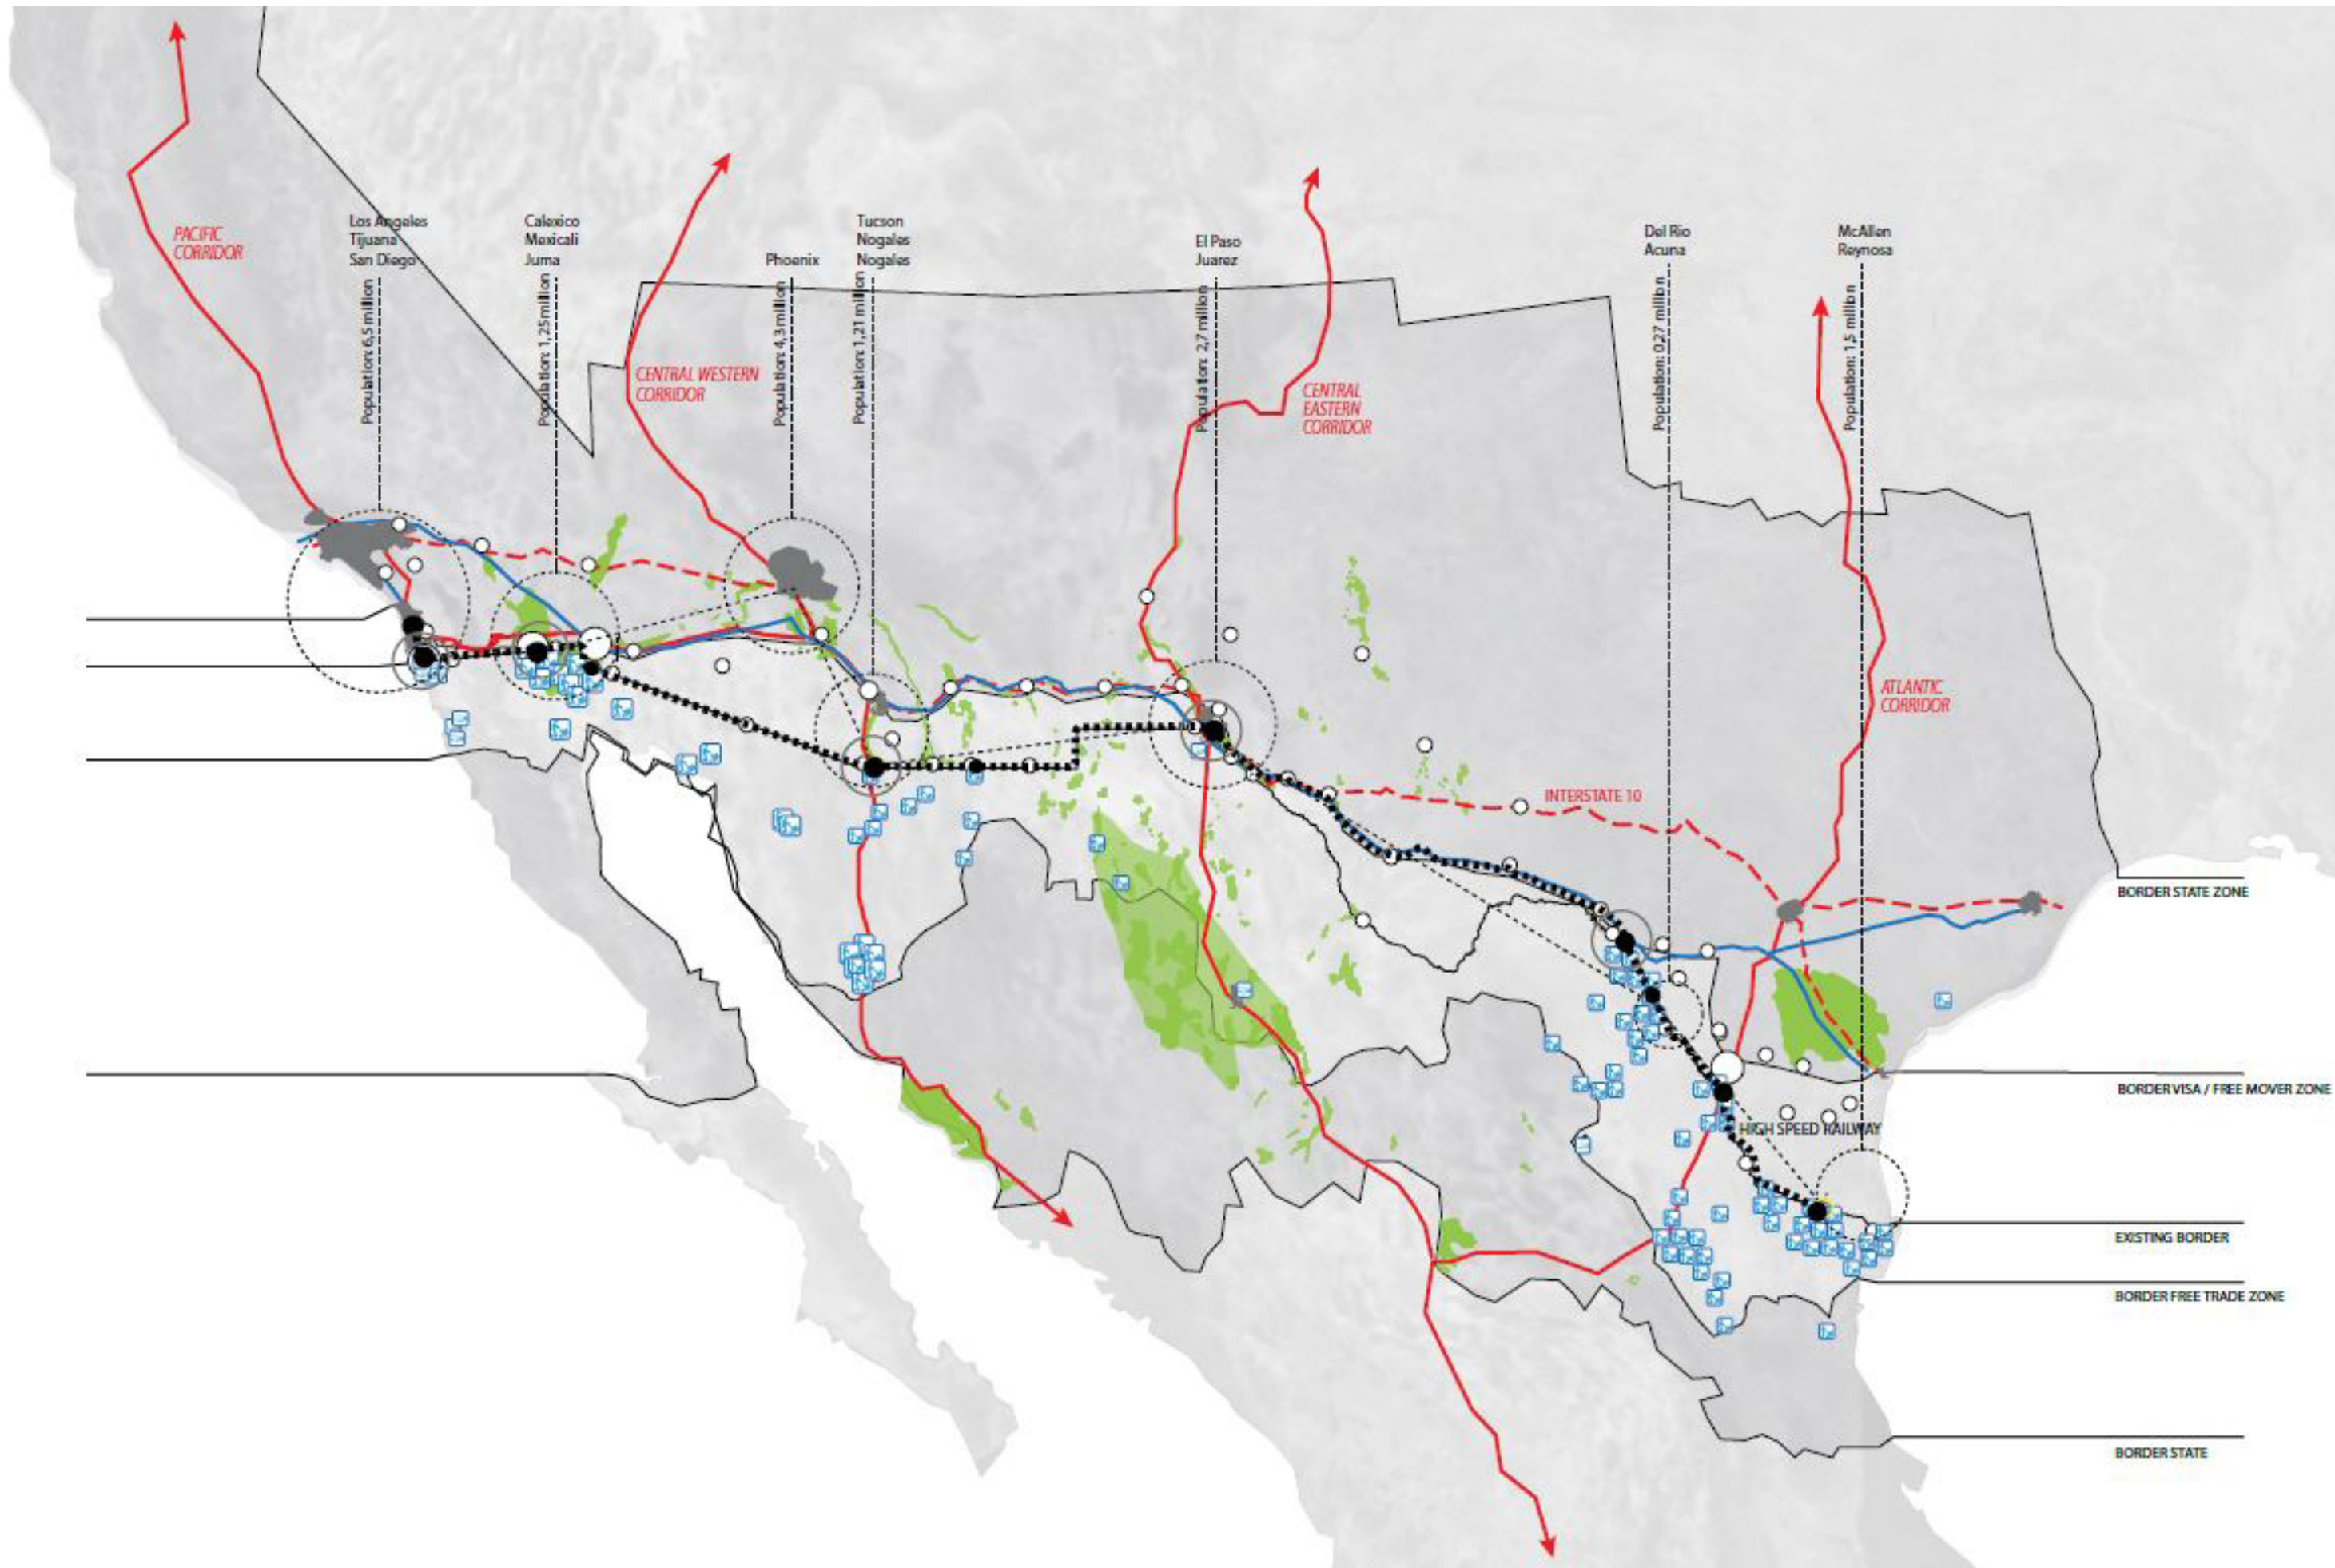 Los Angeles
Tijuana
San Diego
Population: 6,5 million
Calexico
Mexicali
Juma
Population: 1,25 million
Phoenix
Population: 4,3 million
Tucson
Nogales
Nogales
Population: 1,21 million
El Paso
Juarez
Population: 2,7 million
Del Rio
Acuna
Population: 0,27 million
McAllen
Reynosa
Population: 1,5 million
PACIFIC
CORRIDOR
CENTRAL WESTERN
CORRIDOR
CENTRAL
EASTERN
CORRIDOR
ATLANTIC
CORRIDOR
INTERSTATE 10
BORDER STATE ZONE
BORDER VISA / FREE MOVER ZONE
HIGH SPEED RAILWAY
EXISTING BORDER
BORDER FREE TRADE ZONE
BORDER STATE